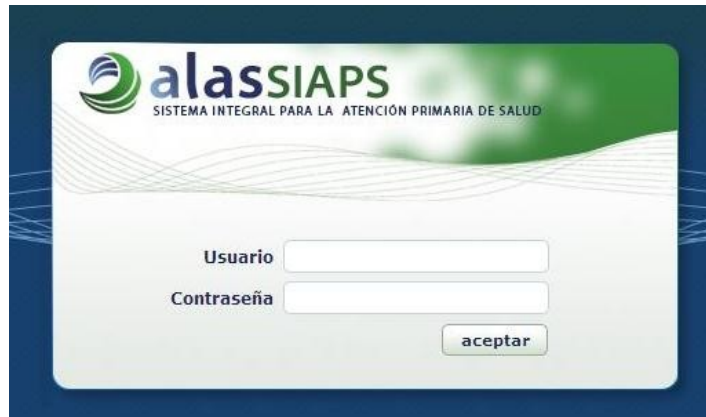 alasSIAPS
SISTEMA INTEGRAL PARA LA ATENCIÓN PRIMARIA DE SALUD
Usuario
Contraseña
aceptar